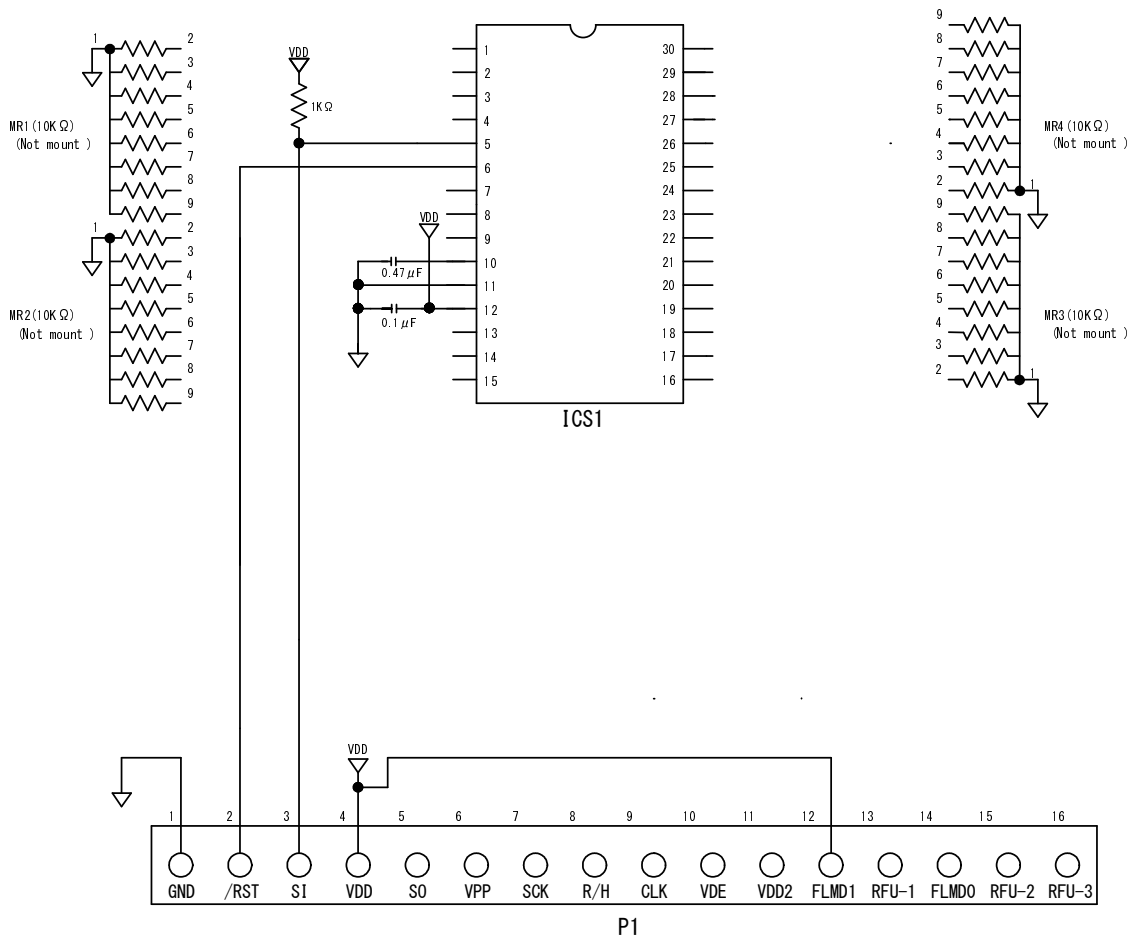 1
2
3
4
5
6
7
8
9
MR1(10KΩ)
(Not mount )
1
2
3
4
5
6
7
8
9
MR2(10KΩ)
(Not mount )
VDD
1KΩ
VDD
0.47μF
0.1μF
1 30
2 29
3 28
4 27
5 26
6 25
7 24
8 23
9 22
10 21
11 20
12 19
13 18
14 17
15 16
ICS1
9
8
7
6
5
4
3
2
1
MR4(10KΩ)
(Not mount )
9
8
7
6
5
4
3
2
1
MR3(10KΩ)
(Not mount )
VDD
1 2 3 4 5 6 7 8 9 10 11 12 13 14 15 16
GND /RST SI VDD SO VPP SCK R/H CLK VDE VDD2 FLMD1 RFU-1 FLMD0 RFU-2 RFU-3
P1